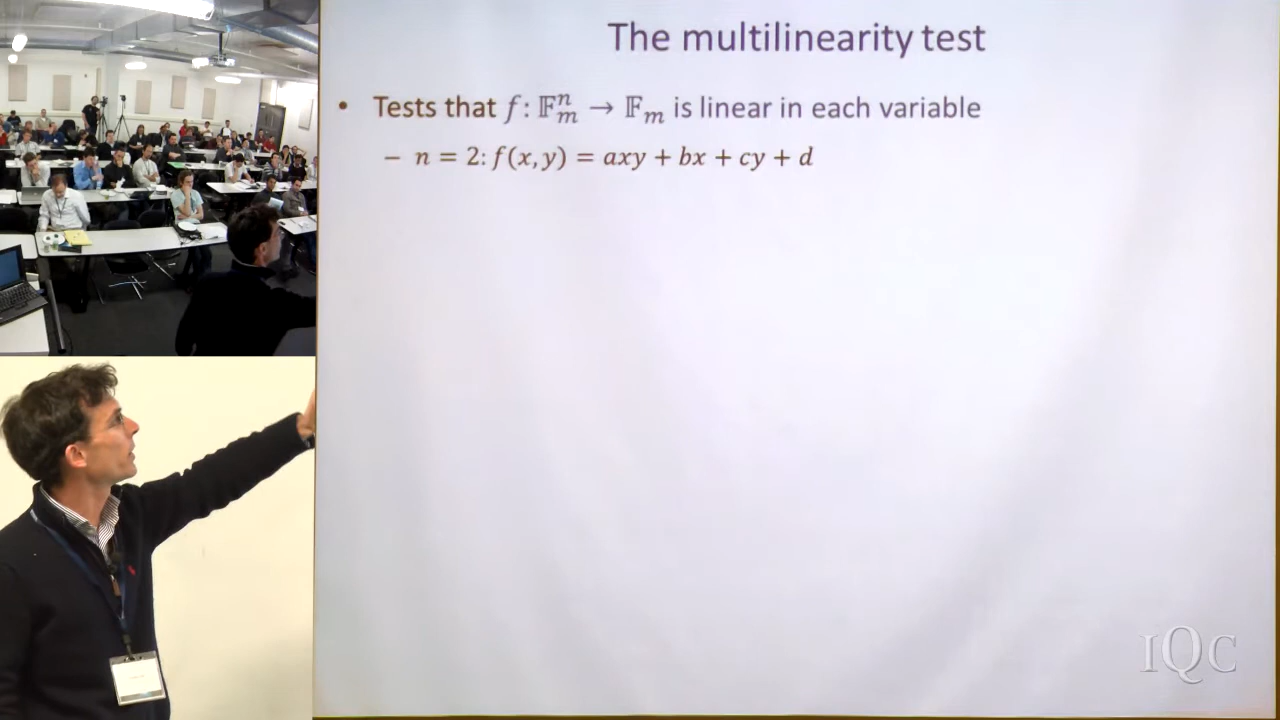 The multilinearity test
• Tests that f: 𝔽ₘⁿ → 𝔽ₘ is linear in each variable
– n = 2: f(x, y) = axy + bx + cy + d
IQC